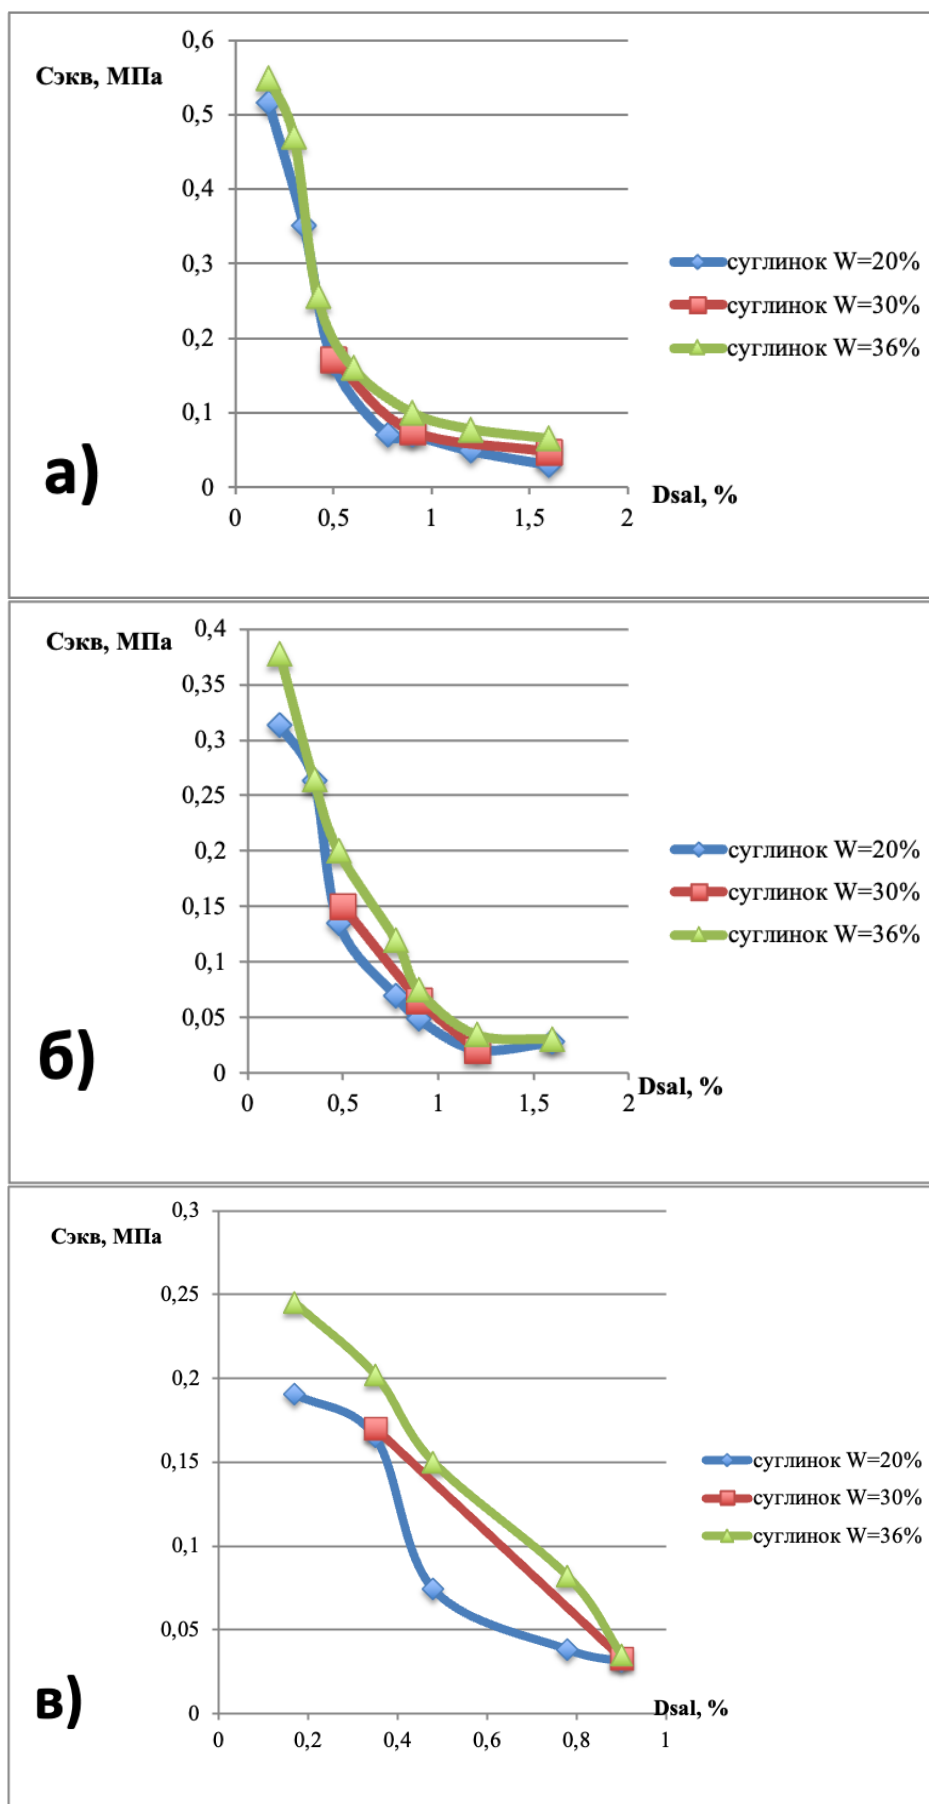 Сэкв, МПа
0,6
0,5
0,4
0,3
0,2
0,1
0
0
0,5
1
1,5
2
Dsal, %
суглинок W=20%
суглинок W=30%
суглинок W=36%
а)
Сэкв, МПа
0,4
0,35
0,3
0,25
0,2
0,15
0,1
0,05
0
0
0,5
1
1,5
2
Dsal, %
суглинок W=20%
суглинок W=30%
суглинок W=36%
б)
Сэкв, МПа
0,3
0,25
0,2
0,15
0,1
0,05
0
0
0,2
0,4
0,6
0,8
1
Dsal, %
суглинок W=20%
суглинок W=30%
суглинок W=36%
в)